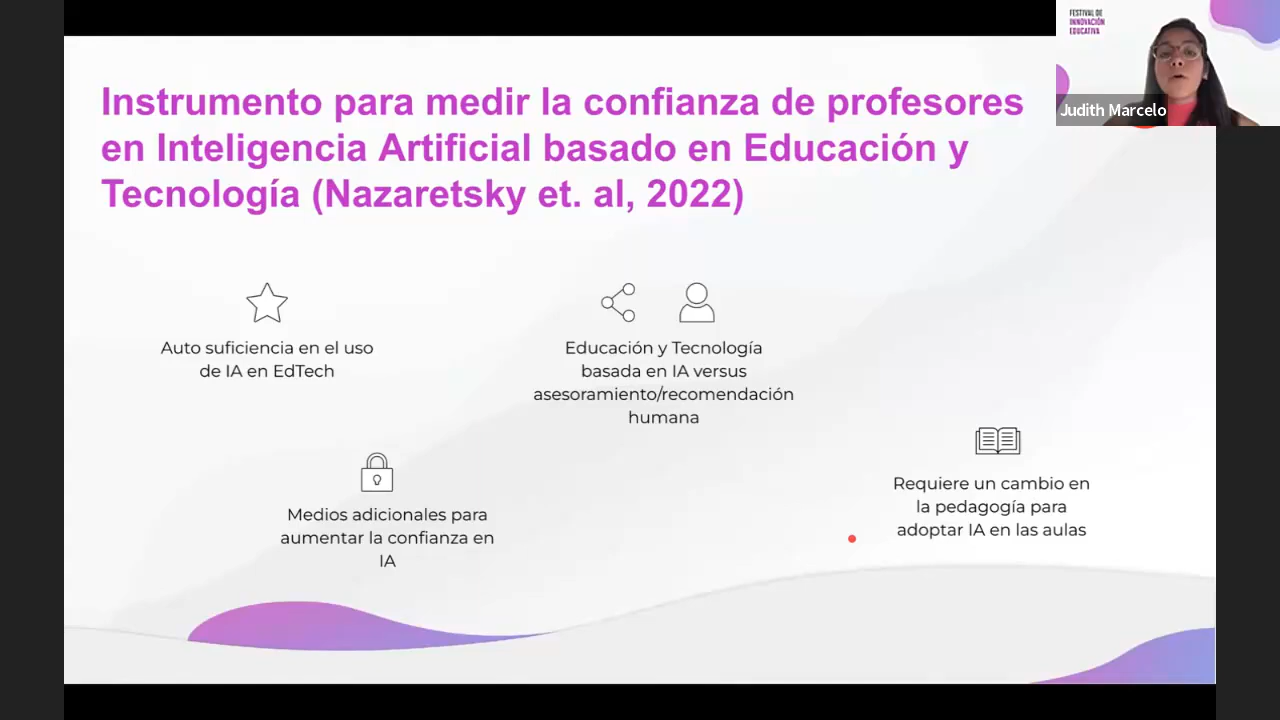 FESTIVAL DE
INNOVACIÓN
EDUCATIVA
Judith Marcelo
Instrumento para medir la confianza de profesores
en Inteligencia Artificial basado en Educación y
Tecnología (Nazaretsky et. al, 2022)
Auto suficiencia en el uso
de IA en EdTech
Educación y Tecnología
basada en IA versus
asesoramiento/recomendación
humana
Medios adicionales para
aumentar la confianza en
IA
Requiere un cambio en
la pedagogía para
adoptar IA en las aulas